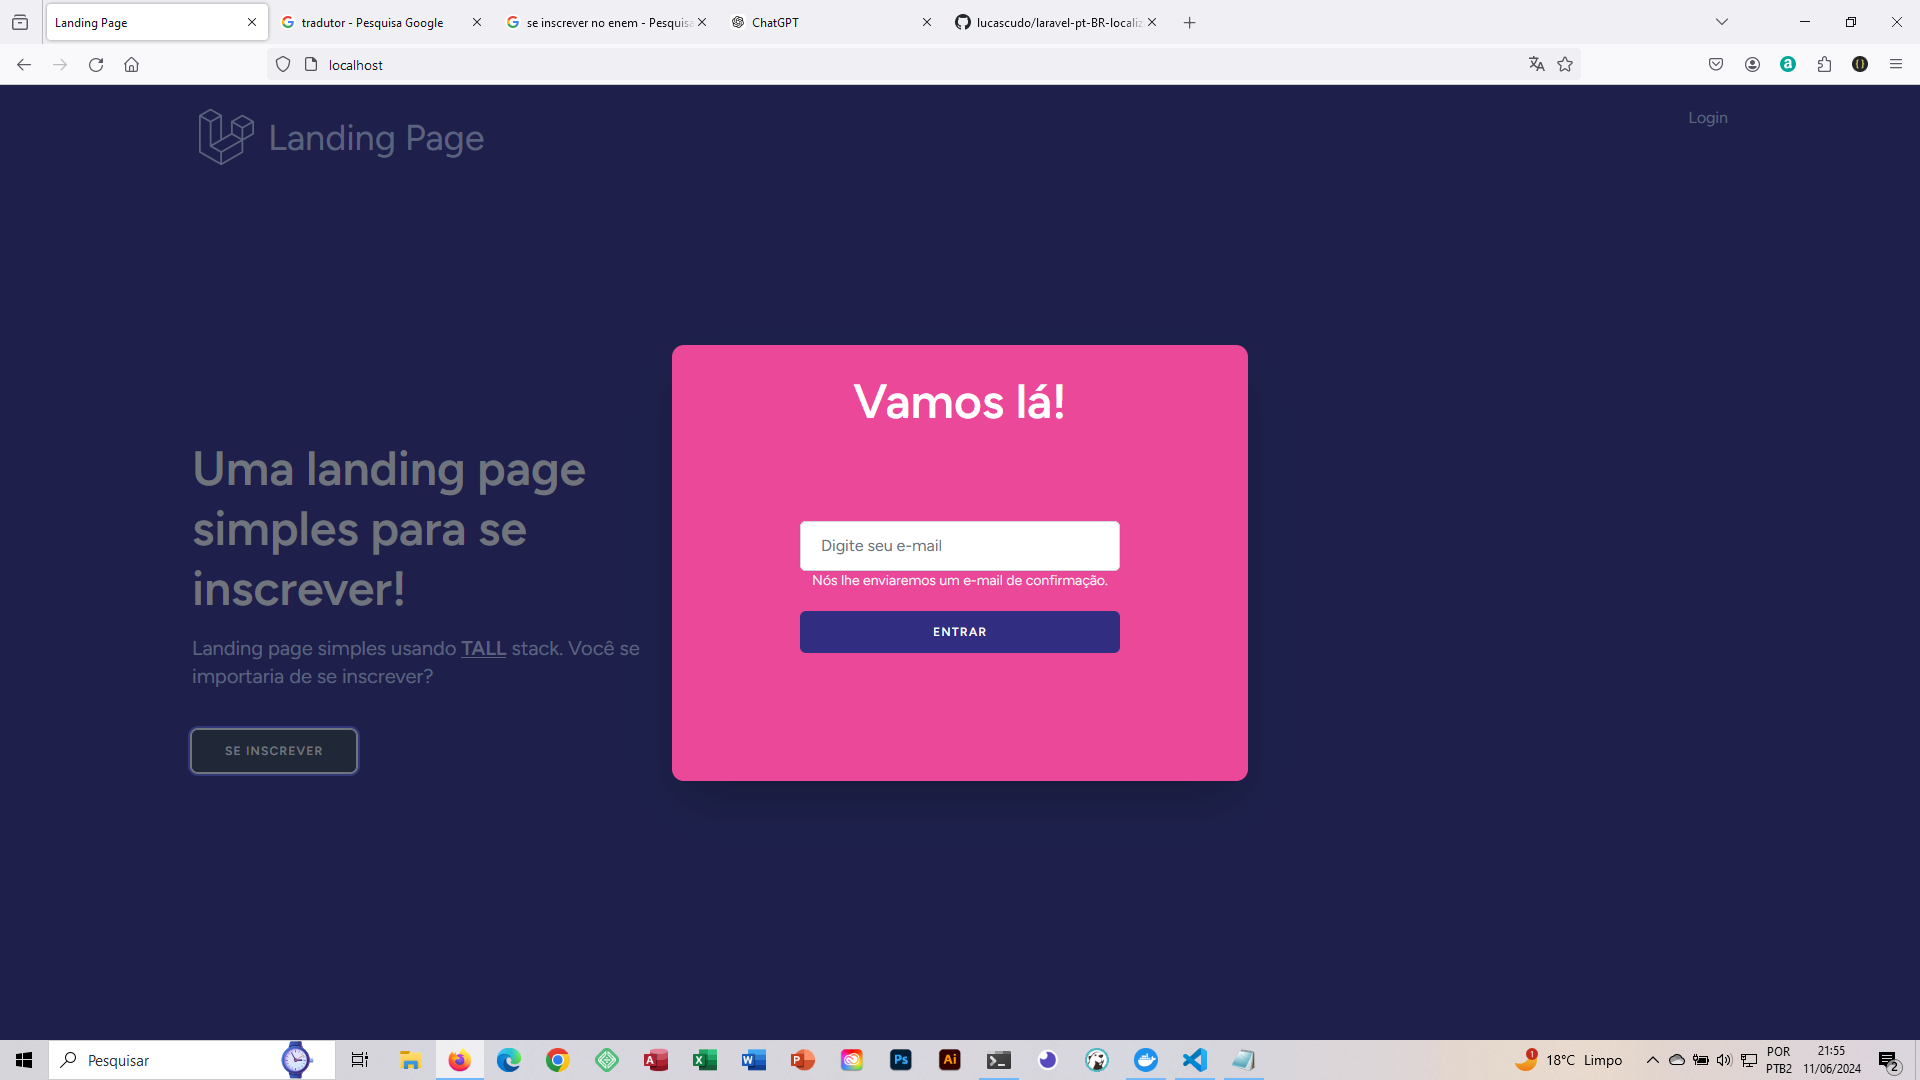 Landing Page
tradutor - Pesquisa Google
se inscrever no enem - Pesquisa
ChatGPT
lucascudo/laravel-pt-BR-localiz
localhost
Landing Page
Login
Vamos lá!
Uma landing page
simples para se
inscrever!
Digite seu e-mail
Nós lhe enviaremos um e-mail de confirmação.
ENTRAR
Landing page simples usando TALL stack. Você se
importaria de se inscrever?
SE INSCREVER
Pesquisar
A
X
W
P
Ps
Ai
1
18°C Limpo
POR
PTB2
21:55
11/06/2024
2